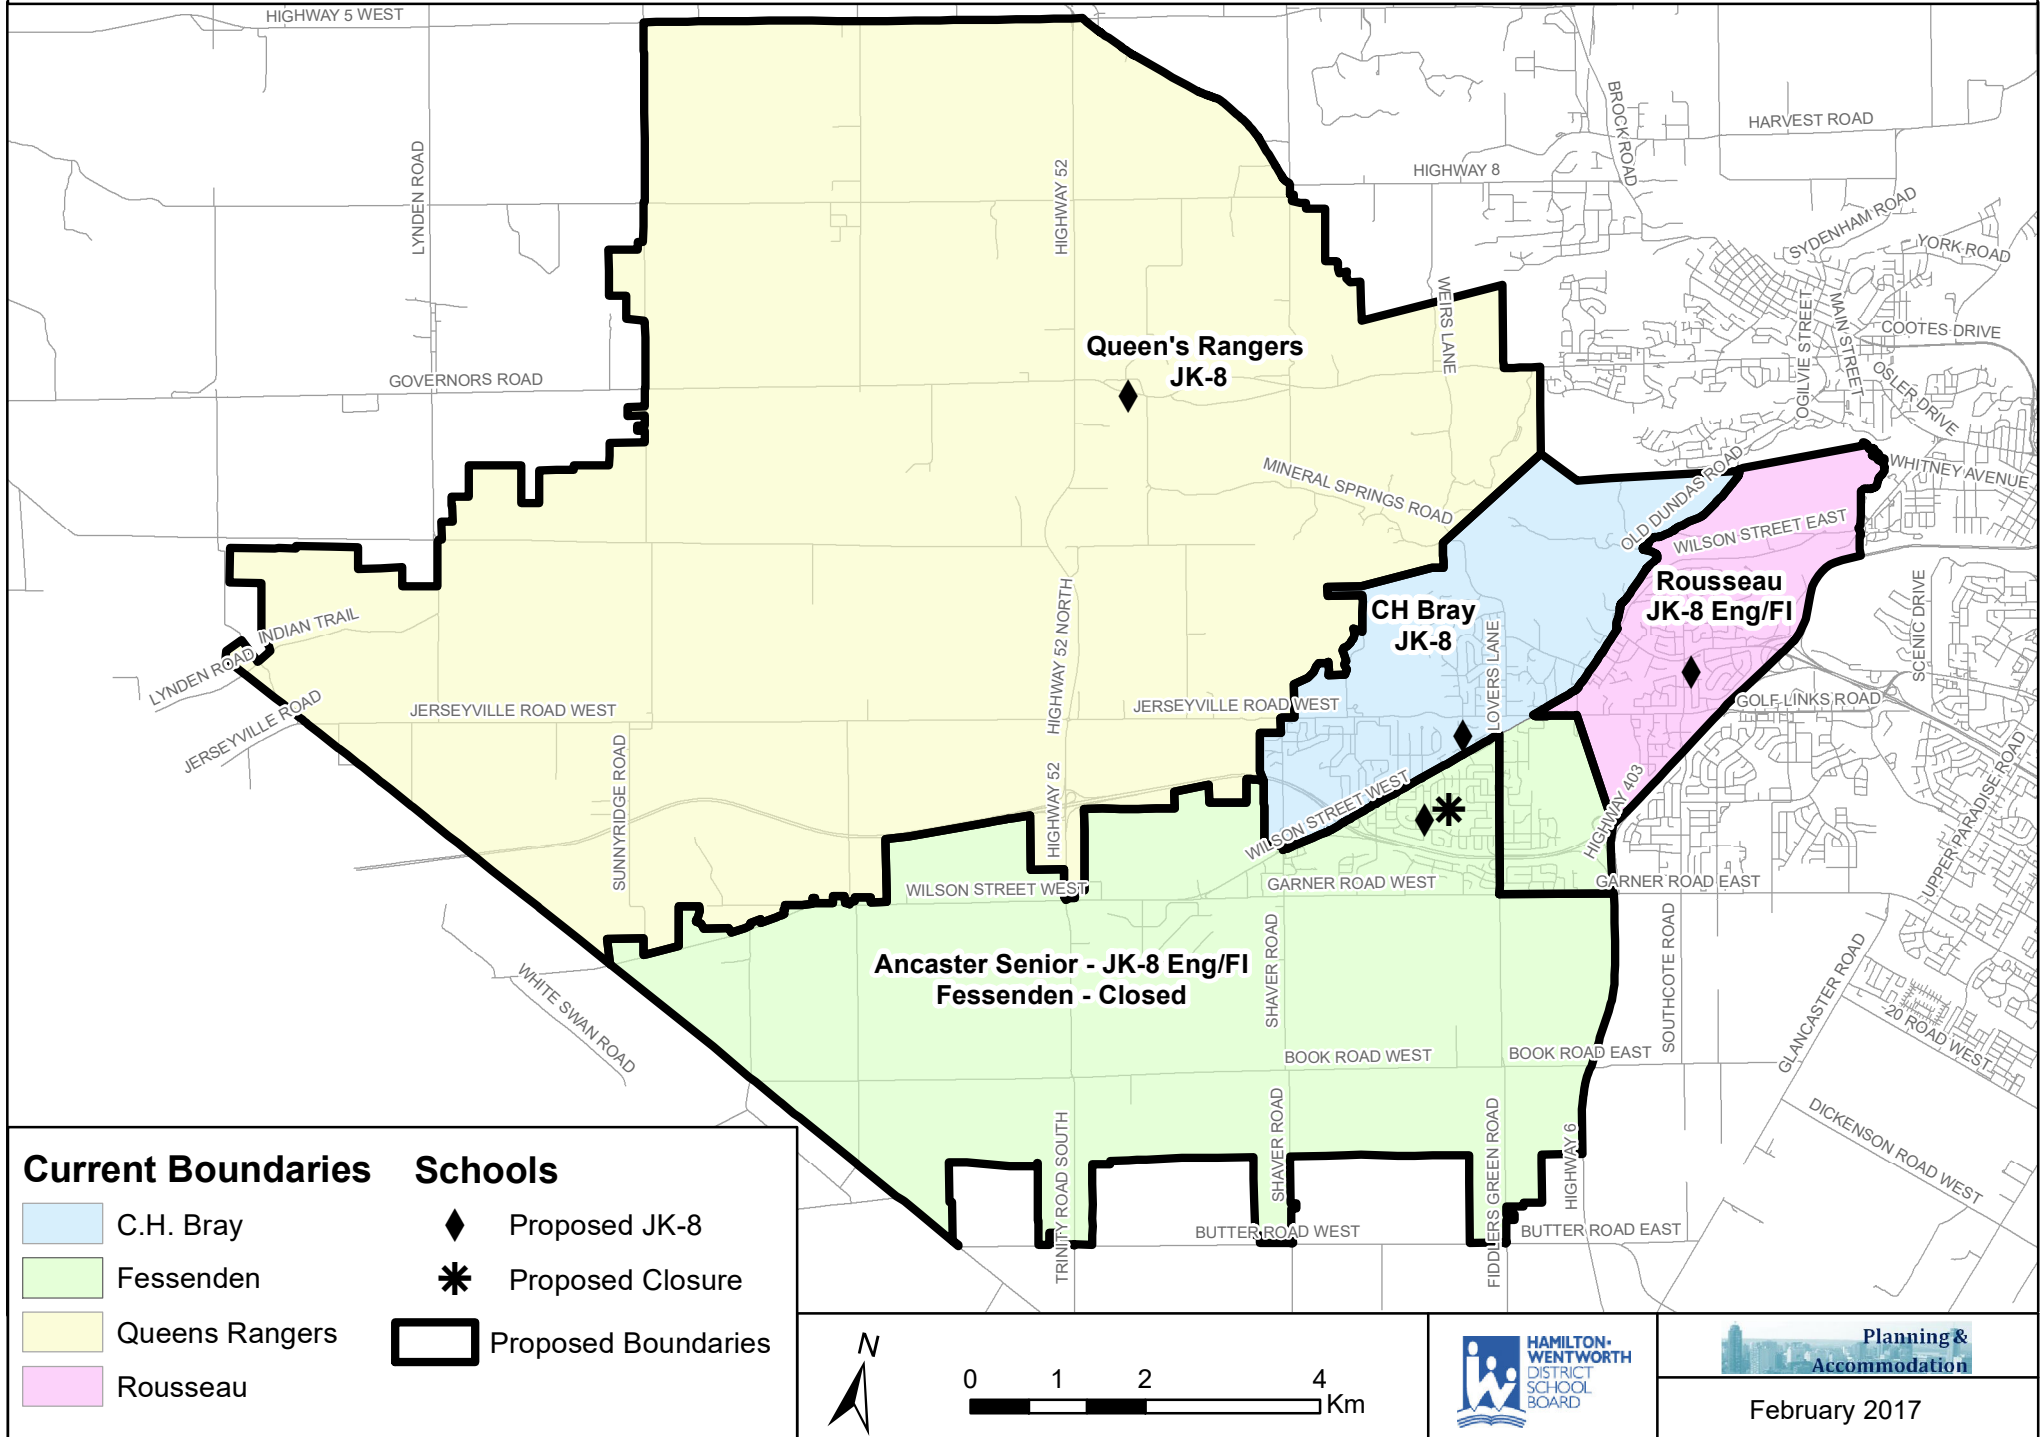 HIGHWAY 5 WEST
BROCK ROAD
HARVEST ROAD
LYNDEN ROAD
HIGHWAY 52
HIGHWAY 8
SYDENHAM ROAD
YORK ROAD
WEIRS LANE
OGILVIE STREET
MAIN STREET
COOTES DRIVE
Queen's Rangers
JK-8
GOVERNORS ROAD
OSLER DRIVE
MINERAL SPRINGS ROAD
OLD DUNDAS ROAD
WHITNEY AVENUE
WILSON STREET EAST
Rousseau
JK-8 Eng/FI
CH Bray
JK-8
SCENIC DRIVE
INDIAN TRAIL
LYNDEN ROAD
HIGHWAY 52 NORTH
LOVERS LANE
JERSEYVILLE ROAD
JERSEYVILLE ROAD WEST
JERSEYVILLE ROAD WEST
GOLF LINKS ROAD
SUNNYRIDGE ROAD
HIGHWAY 52
WILSON STREET WEST
HIGHWAY 403
UPPER PARADISE ROAD
WILSON STREET WEST
GARNER ROAD WEST
GARNER ROAD EAST
Ancaster Senior - JK-8 Eng/FI
Fessenden - Closed
SHAVER ROAD
SOUTHCOTE ROAD
GLANCASTER ROAD
WHITE SWAN ROAD
20 ROAD WEST
BOOK ROAD WEST
BOOK ROAD EAST
DICKENSON ROAD WEST
TRINITY ROAD SOUTH
SHAVER ROAD
FIDDLERS GREEN ROAD
HIGHWAY 6
BUTTER ROAD WEST
BUTTER ROAD EAST
Current Boundaries
C.H. Bray
Fessenden
Queens Rangers
Rousseau
Schools
Proposed JK-8
Proposed Closure
Proposed Boundaries
N
0 1 2 4
Km
HAMILTON-
WENTWORTH
DISTRICT
SCHOOL
BOARD
Planning &
Accommodation
February 2017